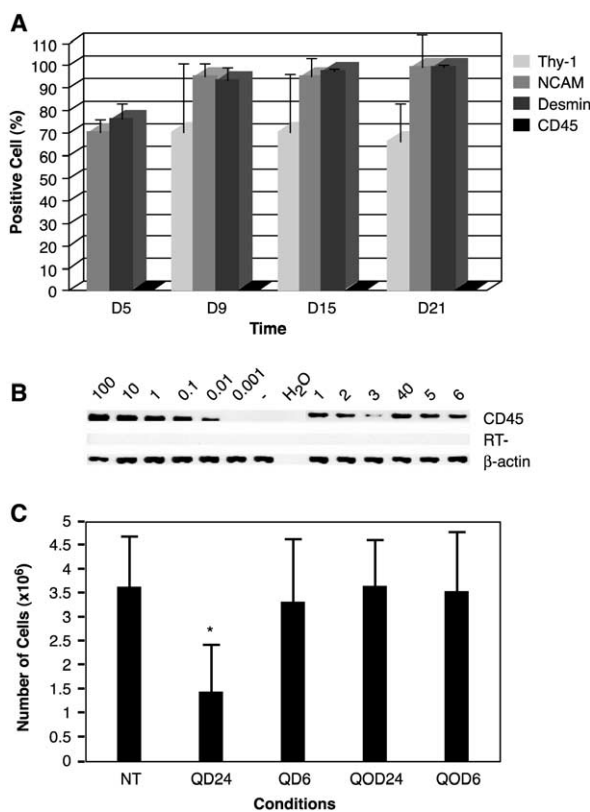 A
110
100
90
80
70
60
50
40
30
20
10
0
Positive Cell (%)
D5 D9 D15 D21
Time
Thy-1
NCAM
Desmin
CD45
B
100 10 1 0.1 0.01 0.001 - H₂O 1 2 3 40 5 6
CD45
RT-
β-actin
C
5
4.5
4
3.5
3
2.5
2
1.5
1
0.5
0
Number of Cells (x10⁶)
*
NT QD24 QD6 QOD24 QOD6
Conditions